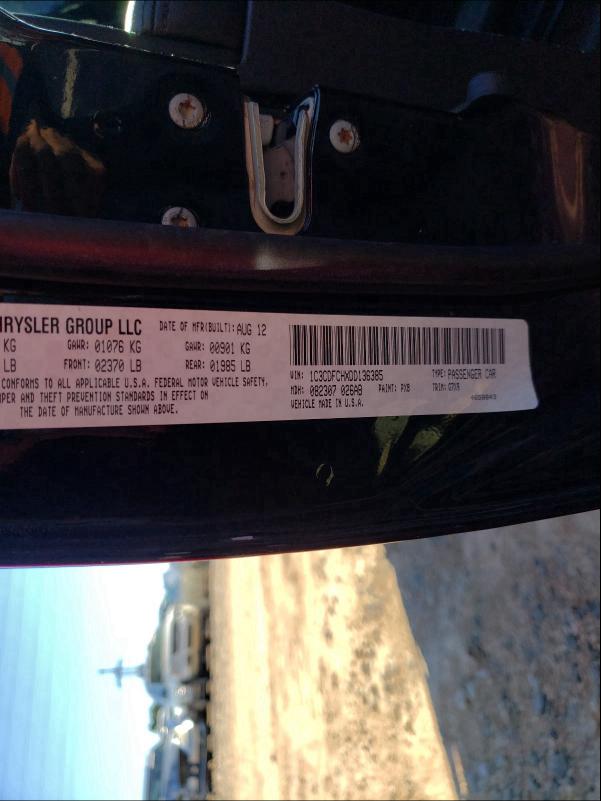 HRYSLER GROUP LLC DATE OF MFR(BUILT): AUG 12
KG GAWR: 01076 KG GAWR: 00901 KG
LB FRONT: 02370 LB REAR: 01985 LB
CONFORMS TO ALL APPLICABLE U.S.A. FEDERAL MOTOR VEHICLE SAFETY,
PER AND THEFT PREVENTION STANDARDS IN EFFECT ON
THE DATE OF MANUFACTURE SHOWN ABOVE.
VIN: 1C3CDFCHXDD136385 TYPE: PASSENGER CAR
MDH: 082307 026AB PAINT: PXB TRIM:
VEHICLE MADE IN U.S.A.